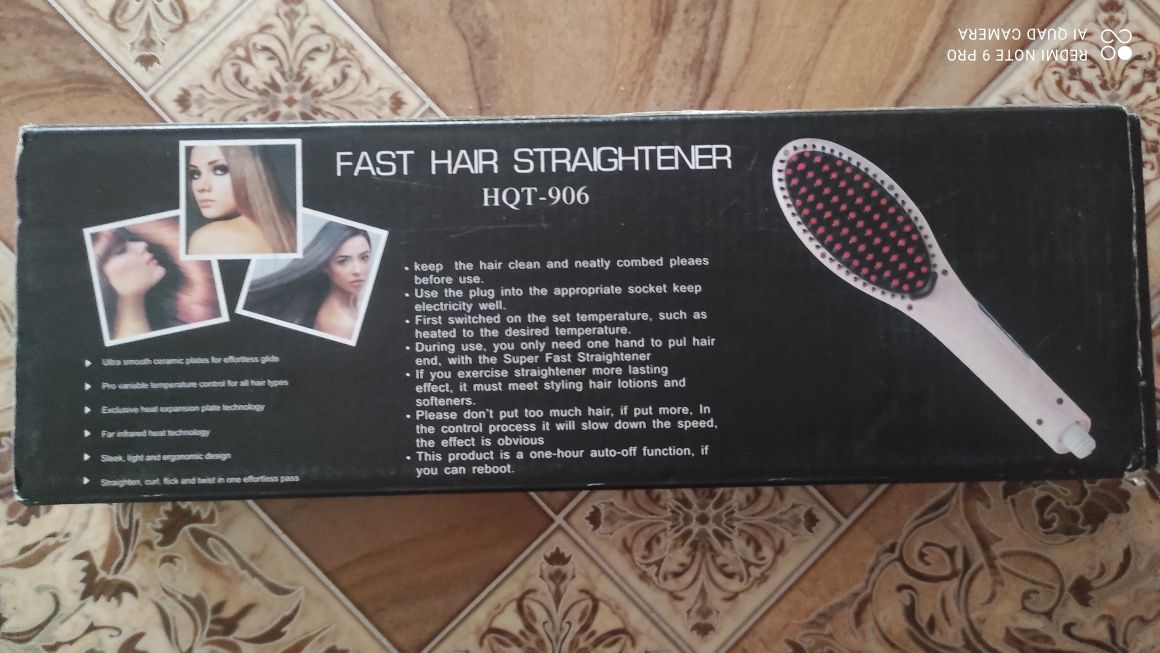 FAST HAIR STRAIGHTENER
HQT-906
keep the hair clean and neatly combed pleaes
before use.
Use the plug into the appropriate socket keep
electricity well.
First switched on the set temperature, such as
heated to the desired temperature.
During use, you only need one hand to pul hair
end, with the Super Fast Straightener
If you exercise straightener more lasting
effect, it must meet styling hair lotions and
softeners.
Please don't put too much hair, if put more, In
the control process it will slow down the speed,
the effect is obvious
This product is a one-hour auto-off function, if
you can reboot.
Ultra smooth ceramic plates for effortless glide
Pro variable temperature control for all hair types
Exclusive heat expansion plate technology
Far infrared heat technology
Sleek, light and ergonomic design
Straighten, curl, flick and twist in one effortless pass
REDMI NOTE 9 PRO
AI QUAD CAMERA